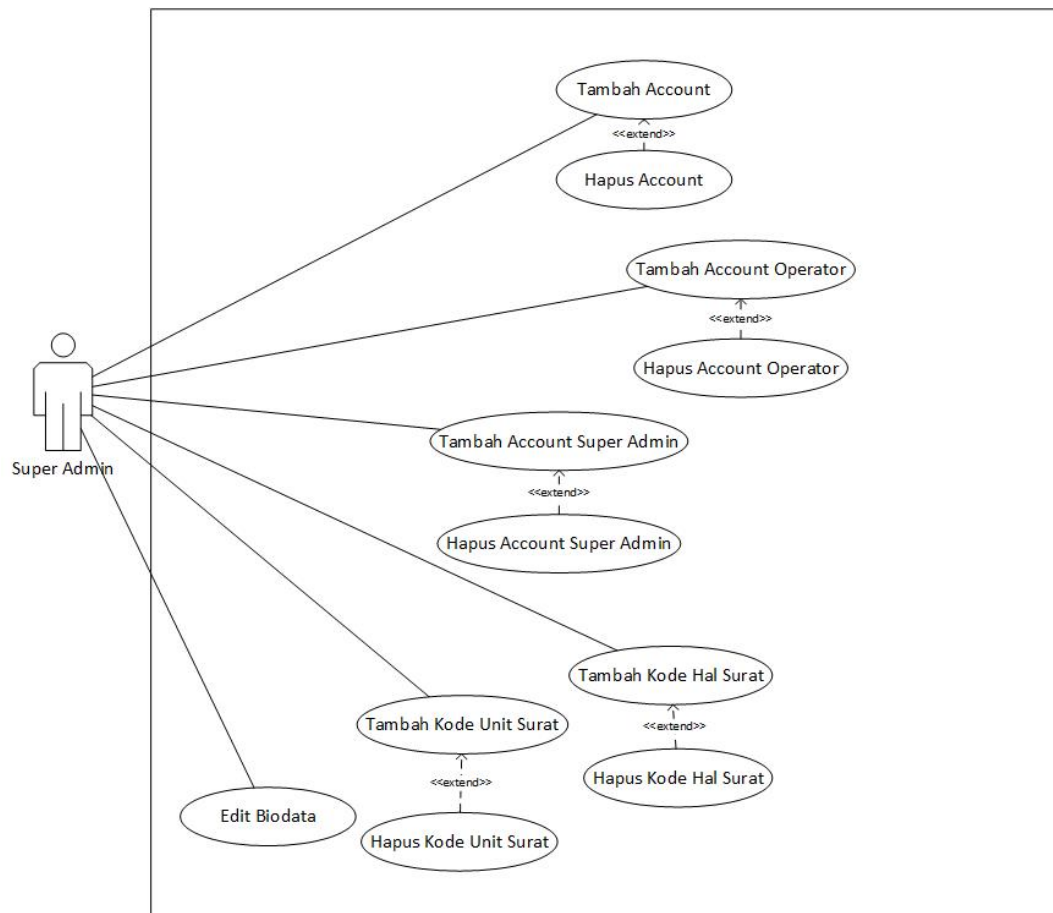 Tambah Account
<<extend>>
Hapus Account
Tambah Account Operator
<<extend>>
Hapus Account Operator
Super Admin
Tambah Account Super Admin
<<extend>>
Hapus Account Super Admin
Tambah Kode Hal Surat
<<extend>>
Hapus Kode Hal Surat
Tambah Kode Unit Surat
<<extend>>
Hapus Kode Unit Surat
Edit Biodata